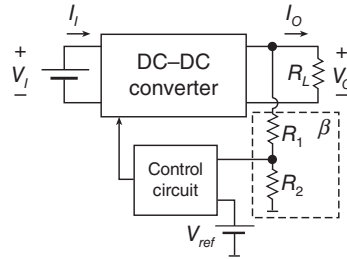 I_I
I_O
+
V_I
−
DC–DC
converter
R_L
+
V_O
−
R_1
β
R_2
Control
circuit
V_ref